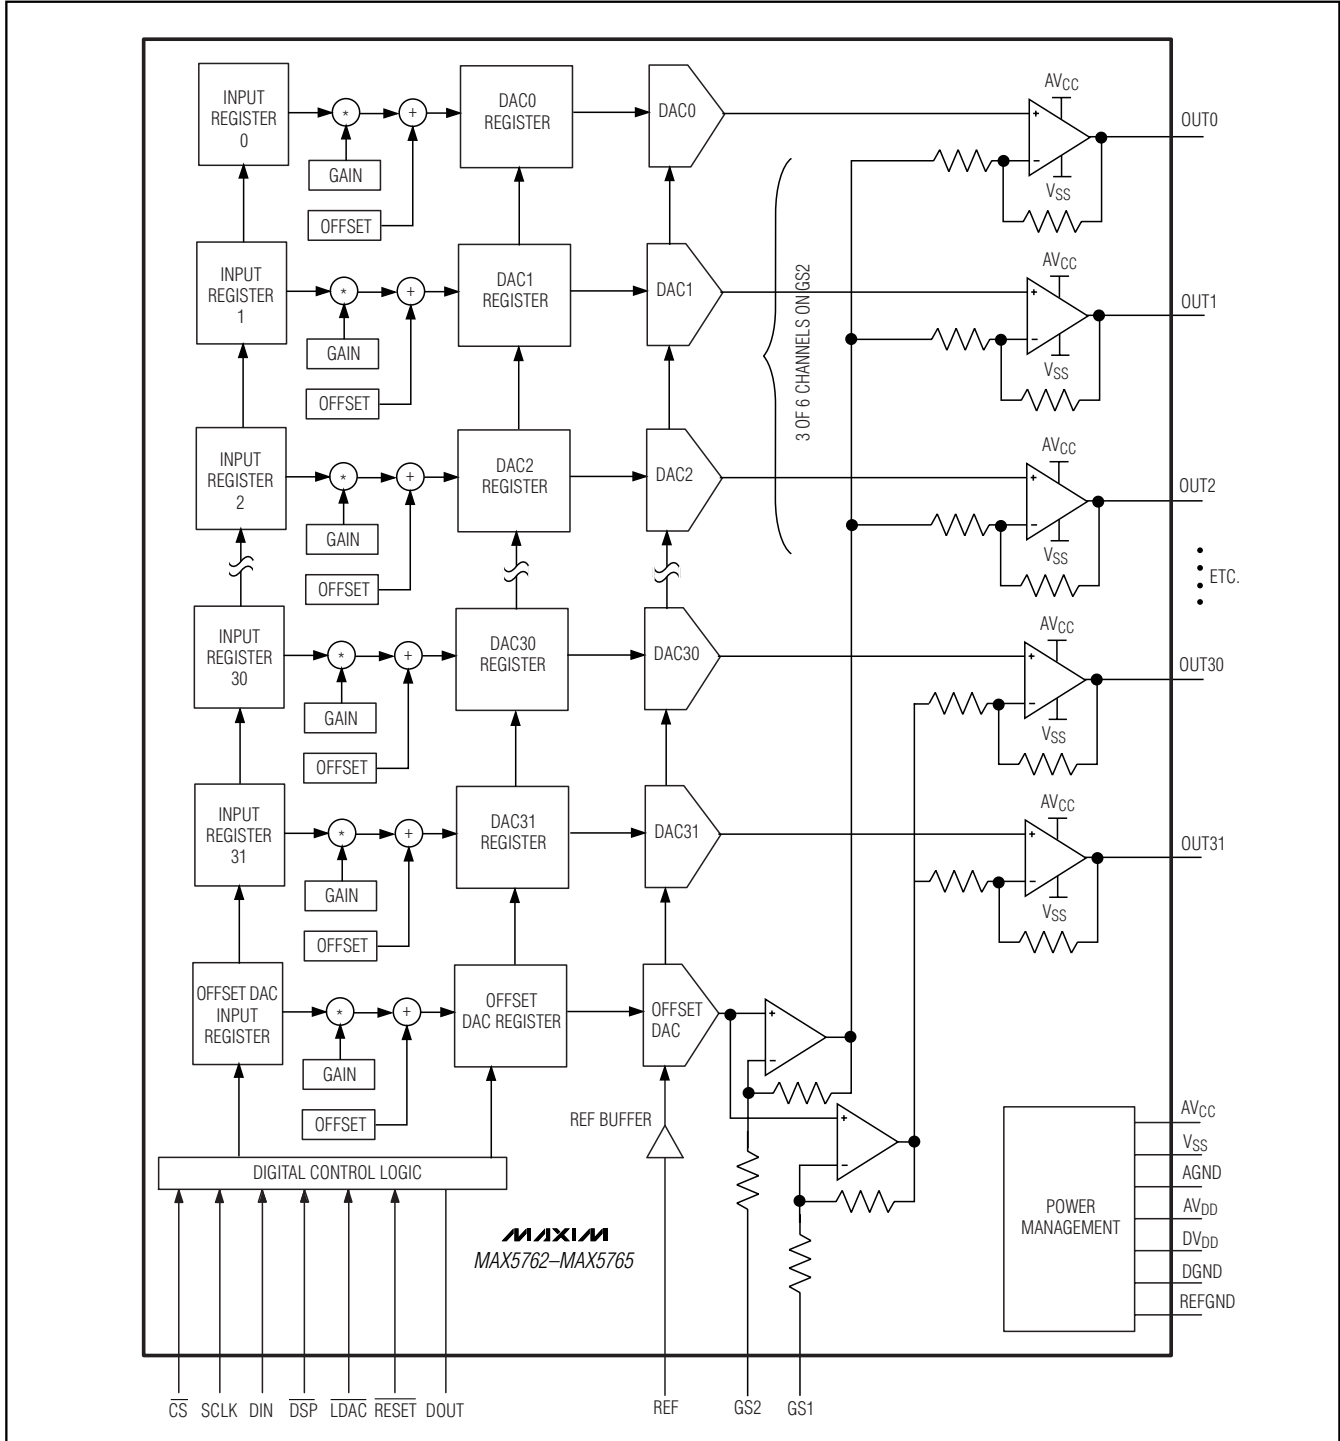 INPUT
REGISTER
0
*
+
GAIN
OFFSET
DAC0
REGISTER
DAC0
AVCC
+
-
VSS
OUT0
INPUT
REGISTER
1
*
+
GAIN
OFFSET
DAC1
REGISTER
DAC1
3 OF 6 CHANNELS ON GS2
AVCC
+
-
VSS
OUT1
INPUT
REGISTER
2
*
+
GAIN
OFFSET
DAC2
REGISTER
DAC2
AVCC
+
-
VSS
OUT2
ETC.
INPUT
REGISTER
30
*
+
GAIN
OFFSET
DAC30
REGISTER
DAC30
AVCC
+
-
VSS
OUT30
INPUT
REGISTER
31
*
+
GAIN
OFFSET
DAC31
REGISTER
DAC31
AVCC
+
-
VSS
OUT31
OFFSET DAC
INPUT
REGISTER
*
+
GAIN
OFFSET
OFFSET
DAC REGISTER
OFFSET
DAC
+
-
+
-
REF BUFFER
DIGITAL CONTROL LOGIC
MAXIM
MAX5762–MAX5765
POWER
MANAGEMENT
AVCC
VSS
AGND
AVDD
DVDD
DGND
REFGND
CS SCLK DIN DSP LDAC RESET DOUT REF GS2 GS1